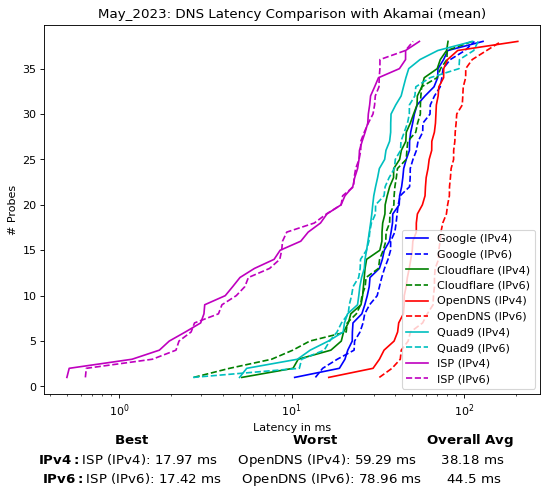 May_2023: DNS Latency Comparison with Akamai (mean)
# Probes
35
30
25
20
15
10
5
0
10⁰
10¹
10²
Latency in ms
Google (IPv4)
Google (IPv6)
Cloudflare (IPv4)
Cloudflare (IPv6)
OpenDNS (IPv4)
OpenDNS (IPv6)
Quad9 (IPv4)
Quad9 (IPv6)
ISP (IPv4)
ISP (IPv6)
Best Worst Overall Avg
IPv4: ISP (IPv4): 17.97 ms OpenDNS (IPv4): 59.29 ms 38.18 ms
IPv6: ISP (IPv6): 17.42 ms OpenDNS (IPv6): 78.96 ms 44.5 ms